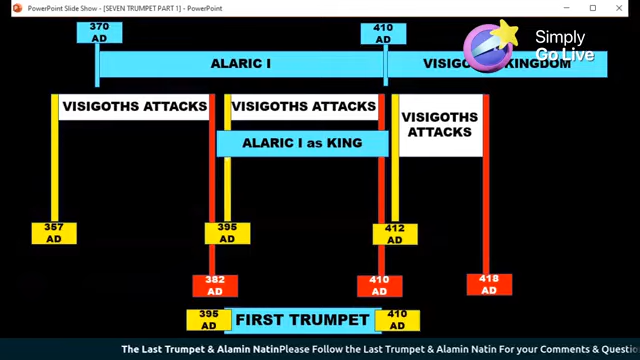 PowerPoint Slide Show - [SEVEN TRUMPET PART 1] - PowerPoint
370
AD
410
AD
Simply
Go Live
ALARIC I
KINGDOM
VISIGOTHS ATTACKS
VISIGOTHS ATTACKS
VISIGOTHS
ATTACKS
ALARIC I as KING
357
AD
395
AD
412
AD
382
AD
410
AD
418
AD
395
AD
FIRST TRUMPET
410
AD
The Last Trumpet & Alamin NatinPlease Follow the Last Trumpet & Alamin Natin For your Comments & Questio